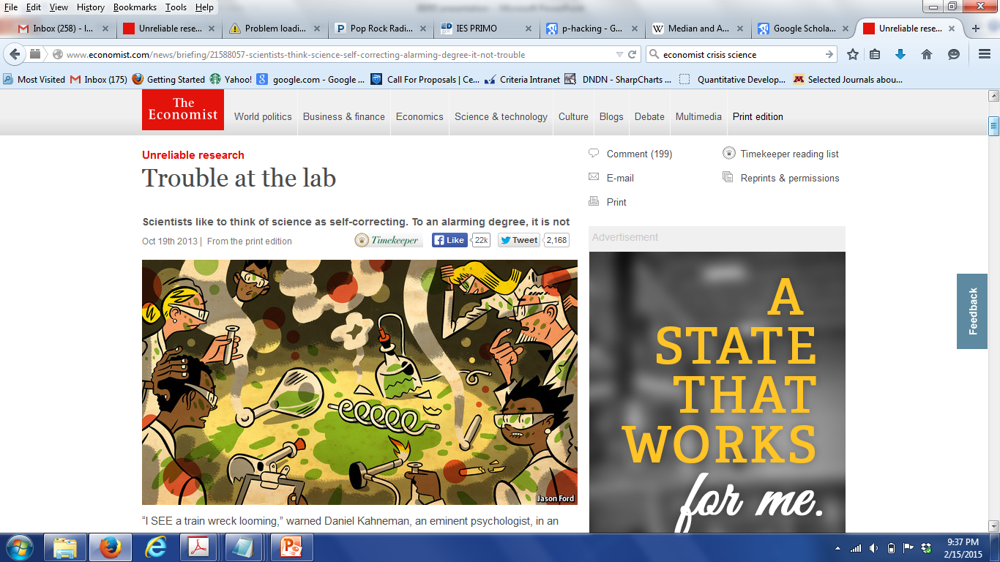 File Edit View History Bookmarks Tools Help
Inbox (258) - I...
Unreliable rese...
Problem loadi...
Pop Rock Radi...
IES PRIMO
p-hacking - G...
Median and A...
Google Schola...
Unreliable rese...
www.economist.com/news/briefing/21588057-scientists-think-science-self-correcting-alarming-degree-it-not-trouble
economist crisis science
Most Visited Inbox (175) Getting Started Yahoo! google.com - Google ... Call For Proposals | Ce... Criteria Intranet DNDN - SharpCharts ... Quantitative Develop... Selected Journals abou...
The
Economist
World politics Business & finance Economics Science & technology Culture Blogs Debate Multimedia Print edition
Unreliable research
Trouble at the lab
Scientists like to think of science as self-correcting. To an alarming degree, it is not
Oct 19th 2013 | From the print edition
Timekeeper Like 22k Tweet 2,168
Jason Ford
“I SEE a train wreck looming,” warned Daniel Kahneman, an eminent psychologist, in an
Comment (199)
Timekeeper reading list
E-mail
Reprints & permissions
Print
Advertisement
A
STATE
THAT
WORKS
for me.
Feedback
9:37 PM
2/15/2015